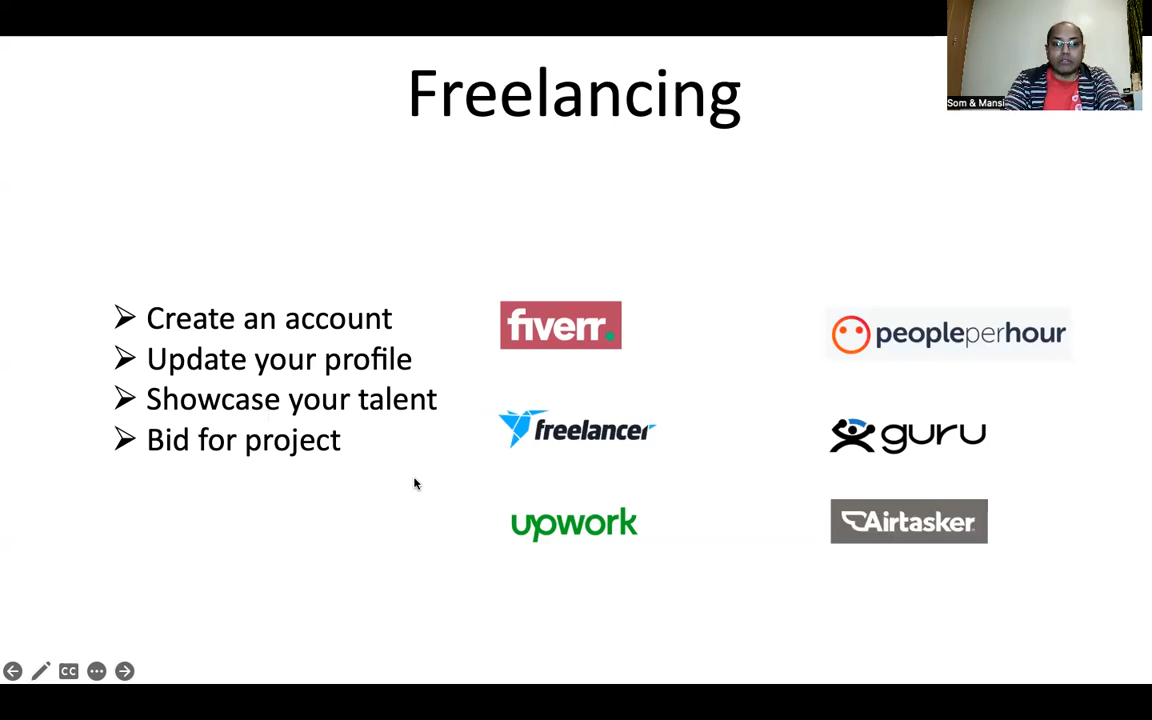 Freelancing
Som & Mansi
Create an account
Update your profile
Showcase your talent
Bid for project
fiverr.
freelancer
upwork
peopleperhour
guru
Airtasker
CC